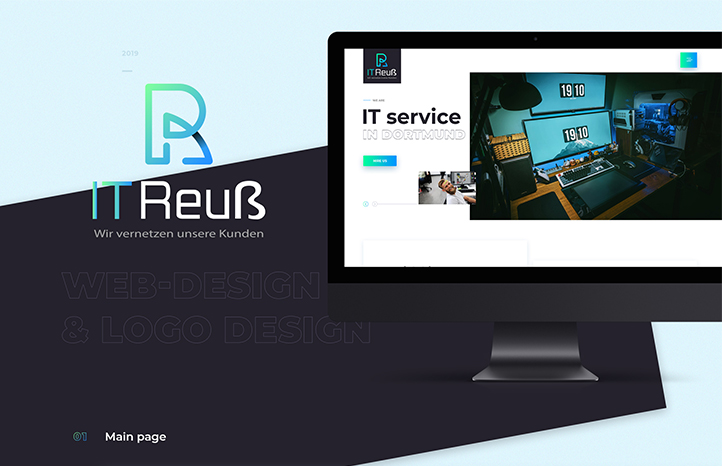 2019
IT Reuß
Wir vernetzen unsere Kunden
WEB-DESIGN
& LOGO DESIGN
01
Main page
IT Reuß
IT service
IN DORTMUND
19 10
19 10